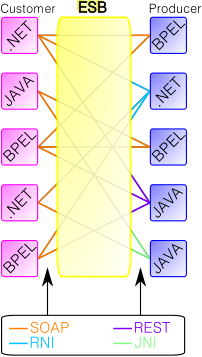 Customer ESB Producer
.NET BPEL
JAVA .NET
BPEL BPEL
.NET JAVA
BPEL JAVA
SOAP REST
RNI JNI